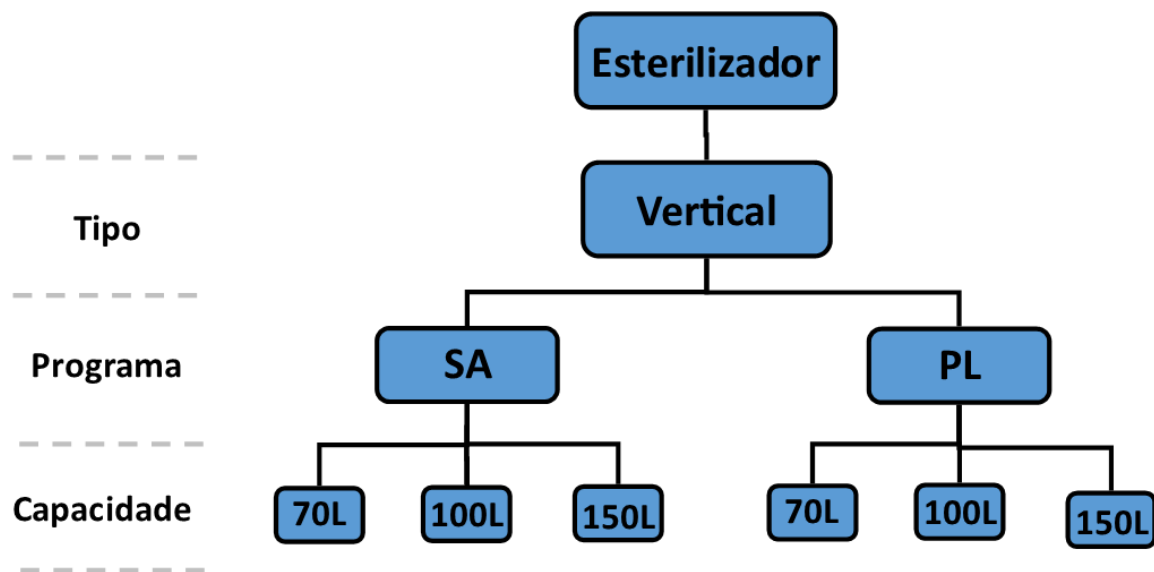 Esterilizador
Tipo
Vertical
Programa
SA
PL
Capacidade
70L
100L
150L
70L
100L
150L